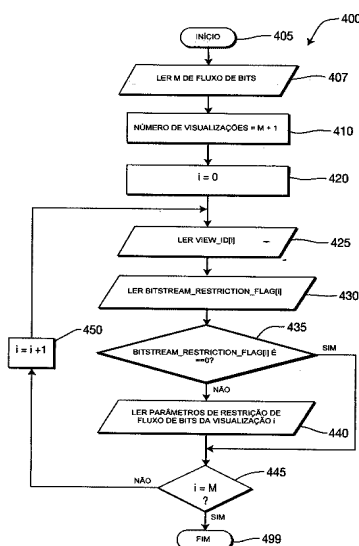 400
INÍCIO
405
LER M DE FLUXO DE BITS
407
NÚMERO DE VISUALIZAÇÕES = M + 1
410
i = 0
420
LER VIEW_ID[i]
425
LER BITSTREAM_RESTRICTION_FLAG[i]
430
435
BITSTREAM_RESTRICTION_FLAG[i] É
==0?
SIM
450
i = i +1
NÃO
LER PARÂMETROS DE RESTRIÇÃO DE
FLUXO DE BITS DA VISUALIZAÇÃO i
440
445
NÃO
i = M
?
SIM
FIM
499